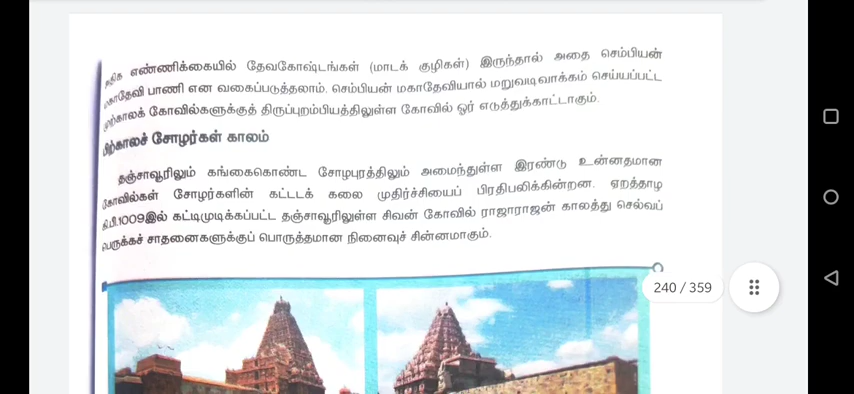 அதிக எண்ணிக்கையில் தேவகோஷ்டங்கள் (மாடக் குழிகள்) இருந்தால் அதை செம்பியன்
மகாதேவி பாணி என வகைப்படுத்தலாம். செம்பியன் மகாதேவியால் மறுவடிவாக்கம் செய்யப்பட்ட
முற்காலக் கோவில்களுக்குத் திருப்புறம்பியத்திலுள்ள கோவில் ஓர் எடுத்துக்காட்டாகும்.
பிற்காலச் சோழர்கள் காலம்
தஞ்சாவூரிலும் கங்கைகொண்ட சோழபுரத்திலும் அமைந்துள்ள இரண்டு உன்னதமான
கோவில்கள் சோழர்களின் கட்டடக் கலை முதிர்ச்சியைப் பிரதிபலிக்கின்றன. ஏறத்தாழ
கி.பி.1009இல் கட்டிமுடிக்கப்பட்ட தஞ்சாவூரிலுள்ள சிவன் கோவில் ராஜாராஜன் காலத்து செல்வப்
பெருக்கச் சாதனைகளுக்குப் பொருத்தமான நினைவுச் சின்னமாகும்.
240 / 359